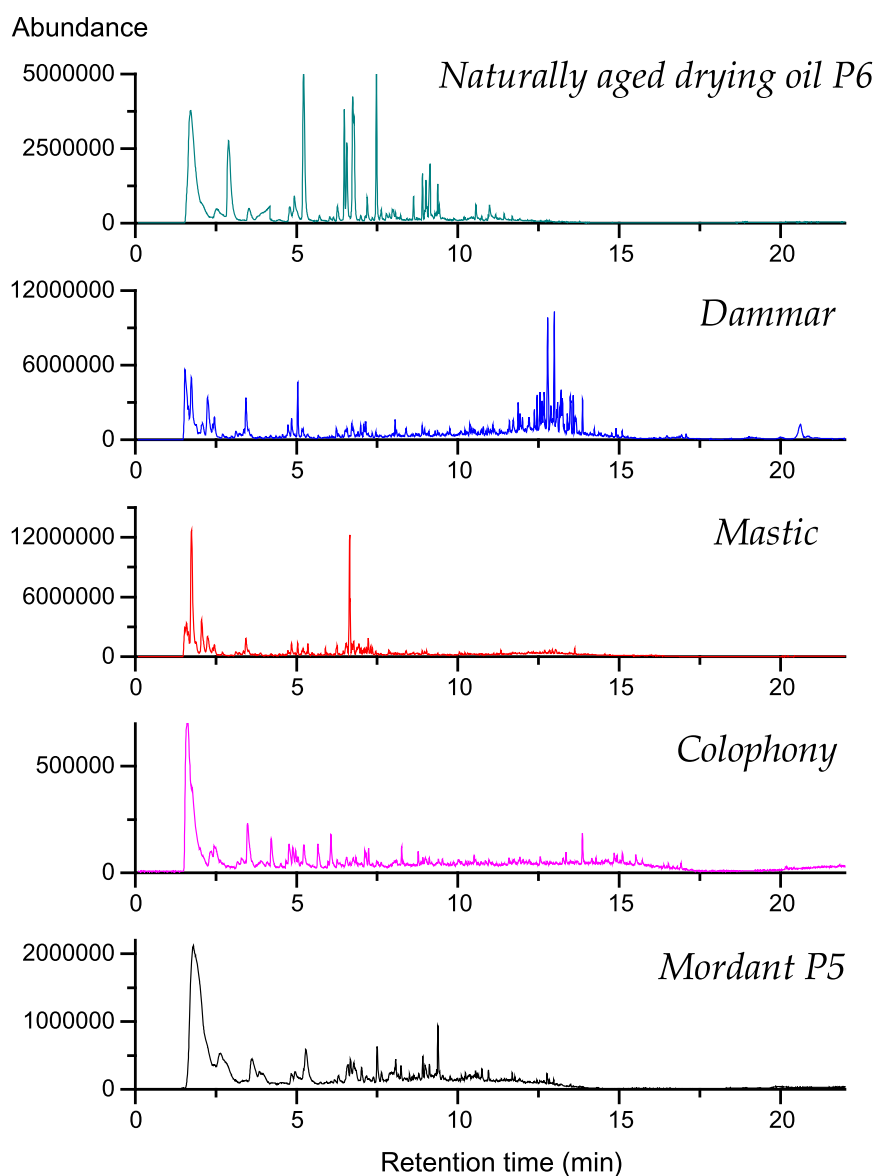 Abundance
Naturally aged drying oil P6
5000000
2500000
0
0 5 10 15 20
Dammar
12000000
6000000
0
0 5 10 15 20
Mastic
12000000
6000000
0
0 5 10 15 20
Colophony
500000
0
0 5 10 15 20
Mordant P5
2000000
1000000
0
0 5 10 15 20
Retention time (min)